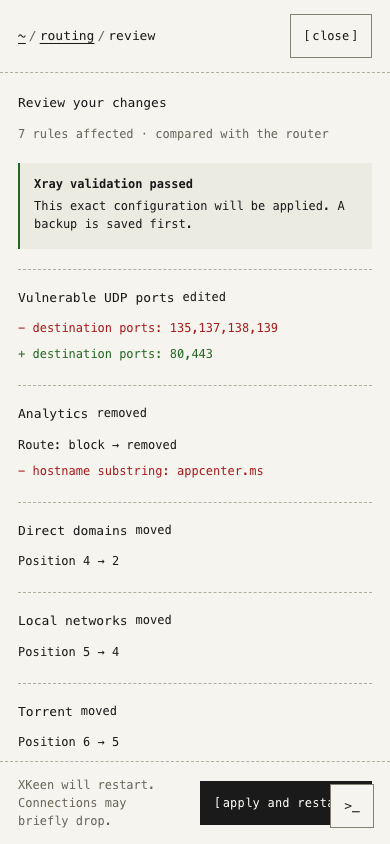 ~ / routing / review
[close]
Review your changes
7 rules affected · compared with the router
Xray validation passed
This exact configuration will be applied. A
backup is saved first.
Vulnerable UDP ports edited
− destination ports: 135,137,138,139
+ destination ports: 80,443
Analytics removed
Route: block → removed
− hostname substring: appcenter.ms
Direct domains moved
Position 4 → 2
Local networks moved
Position 5 → 4
Torrent moved
Position 6 → 5
XKeen will restart.
Connections may
briefly drop.
[apply and resta
>_